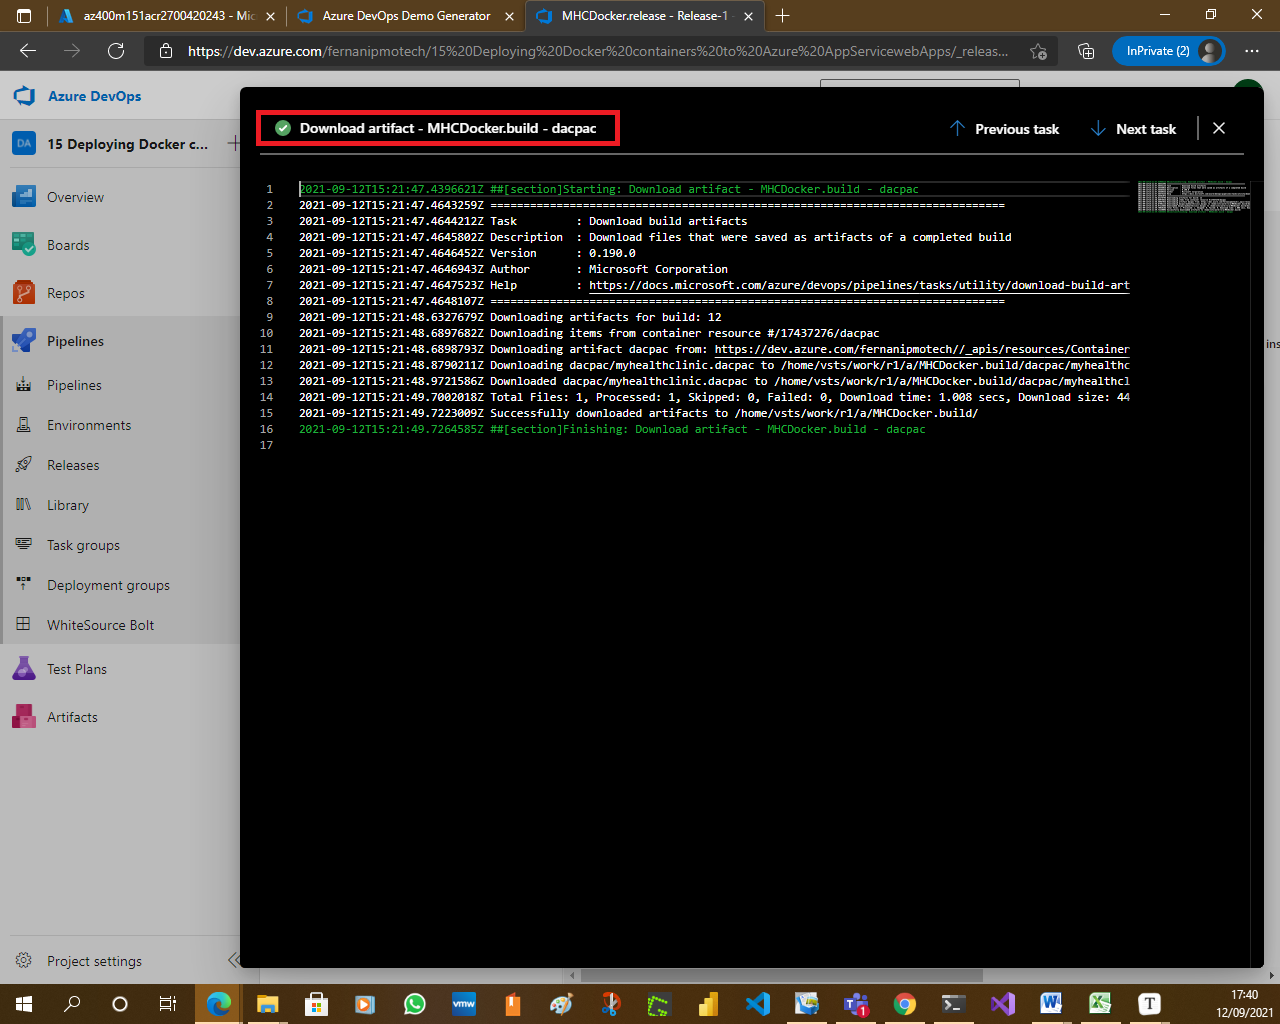 az400m151acr2700420243 - Mic
Azure DevOps Demo Generator
MHCDocker.release - Release-1 -
https://dev.azure.com/fernanipmotech/15%20Deploying%20Docker%20containers%20to%20Azure%20AppServicewebApps/_releas...
InPrivate (2)
Azure DevOps
DA
15 Deploying Docker c...
Overview
Boards
Repos
Pipelines
Pipelines
Environments
Releases
Library
Task groups
Deployment groups
WhiteSource Bolt
Test Plans
Artifacts
Project settings
Download artifact - MHCDocker.build - dacpac
Previous task
Next task
1 2021-09-12T15:21:47.4396621Z ##[section]Starting: Download artifact - MHCDocker.build - dacpac
2 2021-09-12T15:21:47.4643259Z ==============================================================================
3 2021-09-12T15:21:47.4644212Z Task         : Download build artifacts
4 2021-09-12T15:21:47.4645802Z Description  : Download files that were saved as artifacts of a completed build
5 2021-09-12T15:21:47.4646452Z Version      : 0.190.0
6 2021-09-12T15:21:47.4646943Z Author       : Microsoft Corporation
7 2021-09-12T15:21:47.4647523Z Help         : https://docs.microsoft.com/azure/devops/pipelines/tasks/utility/download-build-art
8 2021-09-12T15:21:47.4648107Z ==============================================================================
9 2021-09-12T15:21:48.6327679Z Downloading artifacts for build: 12
10 2021-09-12T15:21:48.6897682Z Downloading items from container resource #/17437276/dacpac
11 2021-09-12T15:21:48.6898793Z Downloading artifact dacpac from: https://dev.azure.com/fernanipmotech//_apis/resources/Container
12 2021-09-12T15:21:48.8790211Z Downloading dacpac/myhealthclinic.dacpac to /home/vsts/work/r1/a/MHCDocker.build/dacpac/myhealthc
13 2021-09-12T15:21:48.9721586Z Downloaded dacpac/myhealthclinic.dacpac to /home/vsts/work/r1/a/MHCDocker.build/dacpac/myhealthcl
14 2021-09-12T15:21:49.7002018Z Total Files: 1, Processed: 1, Skipped: 0, Failed: 0, Download time: 1.008 secs, Download size: 44
15 2021-09-12T15:21:49.7223009Z Successfully downloaded artifacts to /home/vsts/work/r1/a/MHCDocker.build/
16 2021-09-12T15:21:49.7264585Z ##[section]Finishing: Download artifact - MHCDocker.build - dacpac
17
ins
vmw
1
T
17:40
12/09/2021